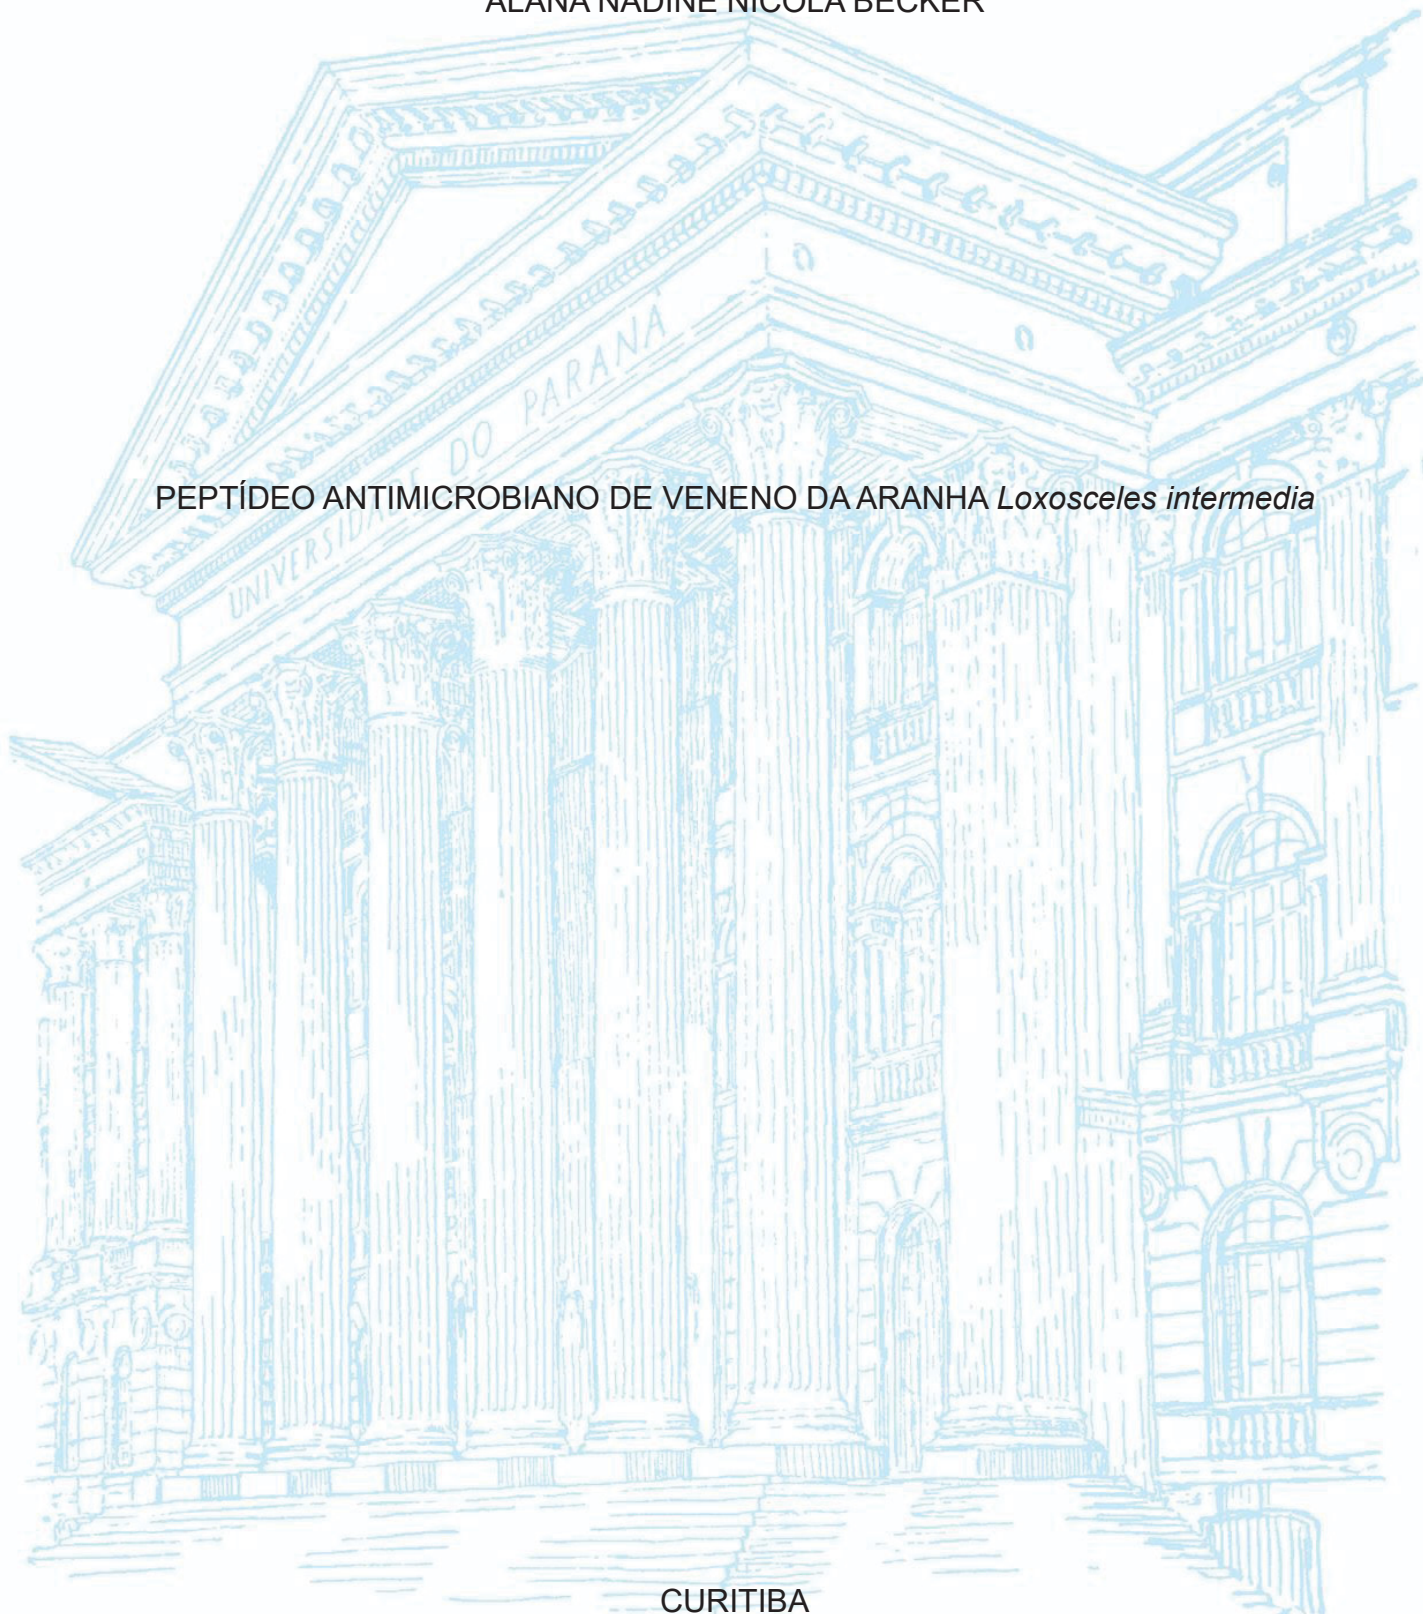 ALANA NADINE NICOLA BECKER
UNIVERSIDADE DO PARANÁ
PEPTÍDEO ANTIMICROBIANO DE VENENO DA ARANHA Loxosceles intermedia
CURITIBA